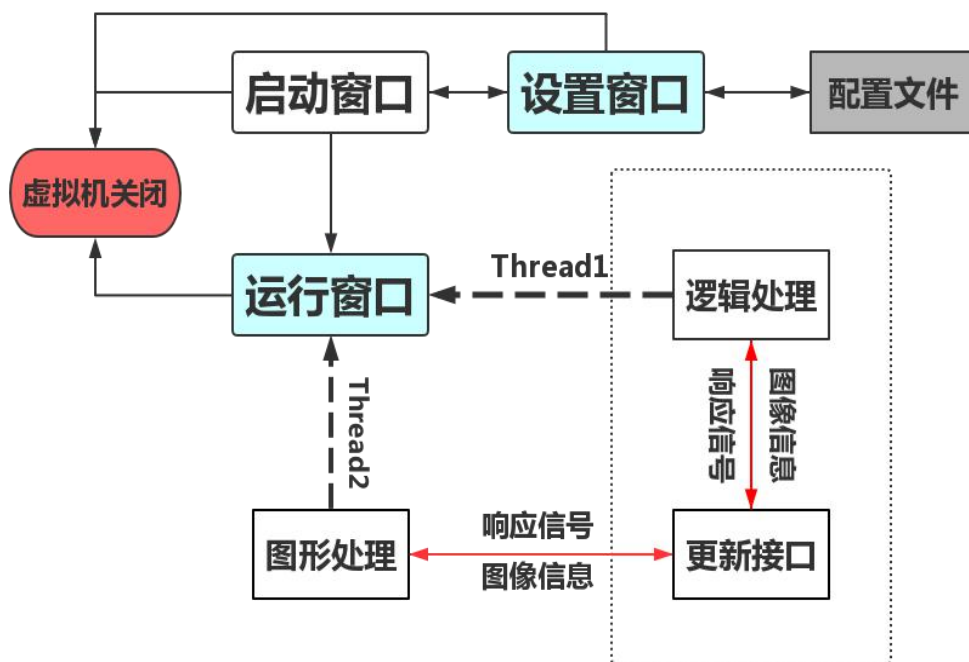 启动窗口
设置窗口
配置文件
虚拟机关闭
运行窗口
Thread1
逻辑处理
Thread2
响应信号
图像信息
图形处理
响应信号
图像信息
更新接口